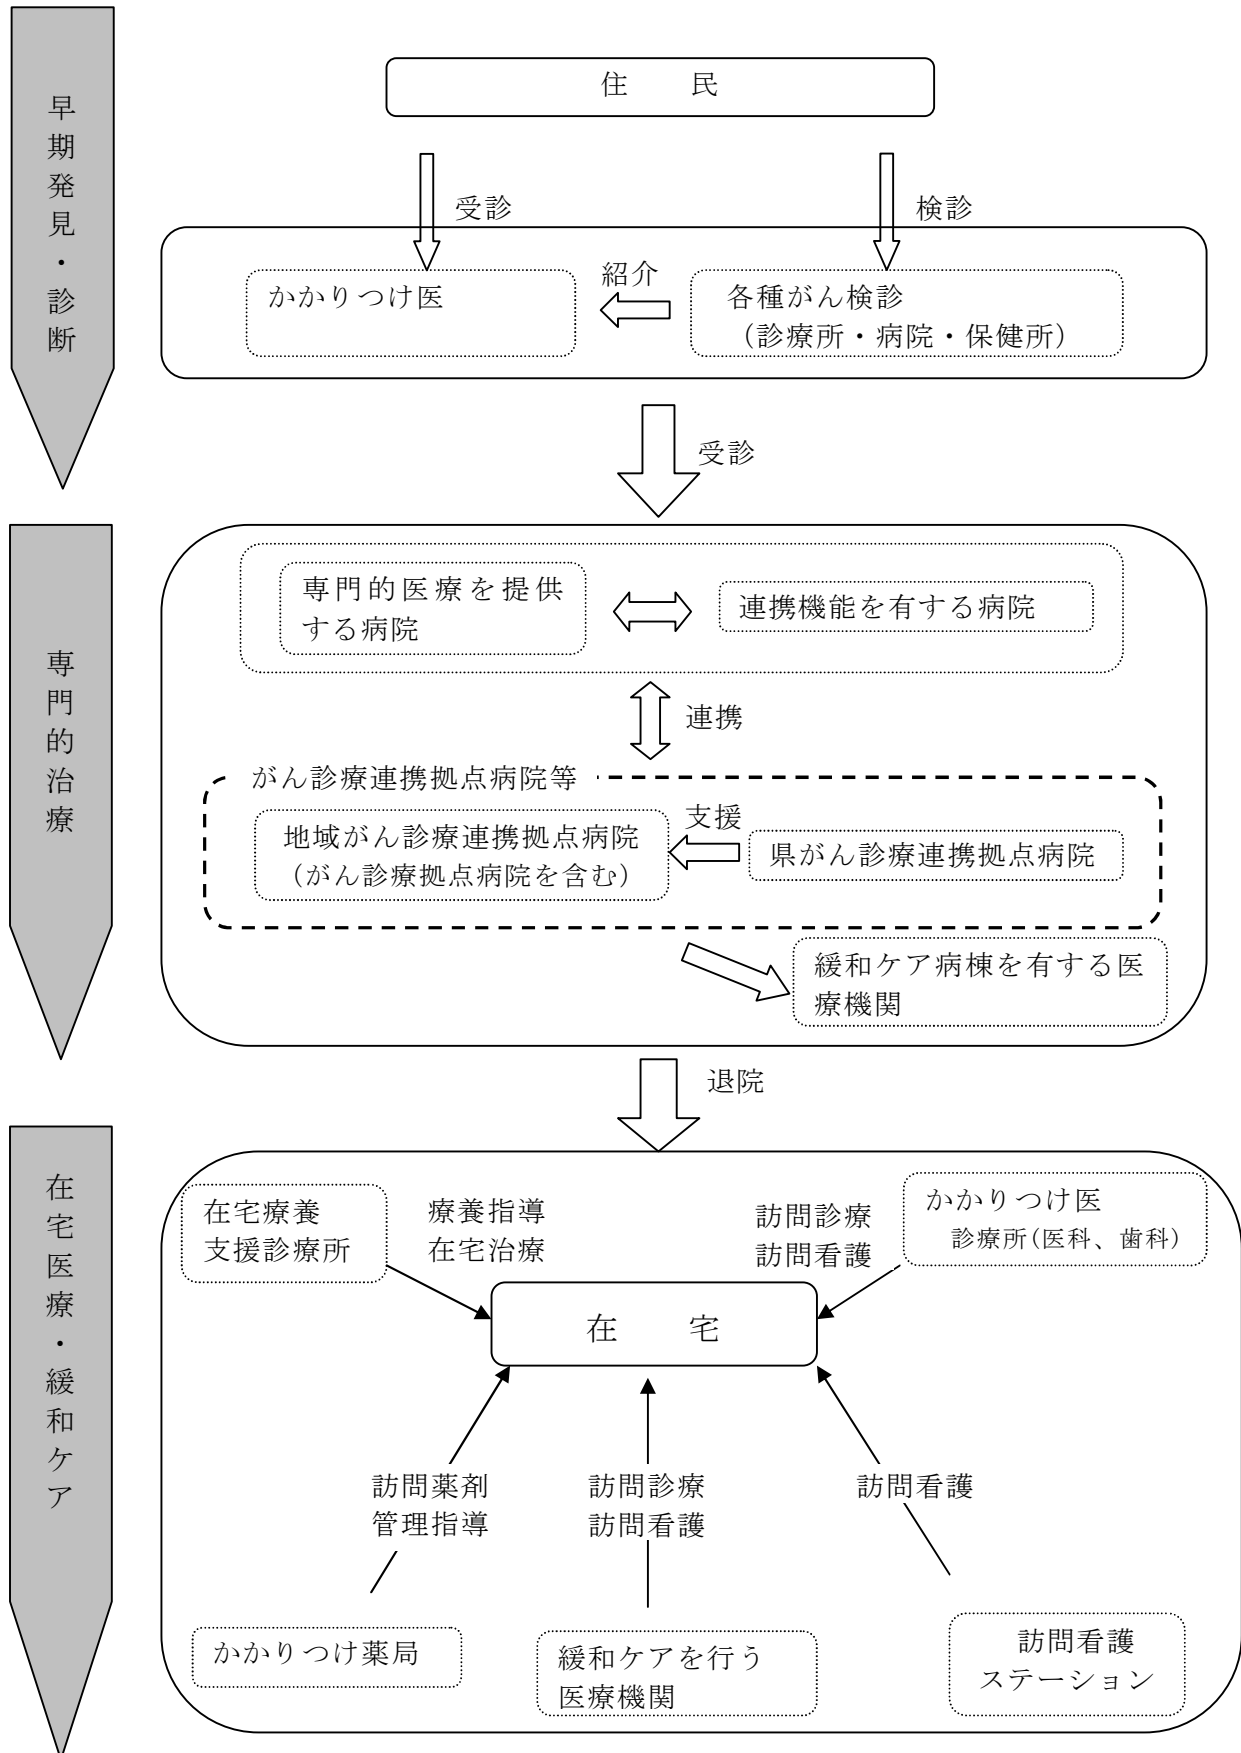 早期発見・診断
住　民
受診
検診
かかりつけ医
紹介
各種がん検診
（診療所・病院・保健所）
受診
専門的治療
専門的医療を提供
する病院
連携機能を有する病院
連携
がん診療連携拠点病院等
地域がん診療連携拠点病院
（がん診療拠点病院を含む）
支援
県がん診療連携拠点病院
緩和ケア病棟を有する医
療機関
退院
在宅医療・緩和ケア
在宅療養
支援診療所
療養指導
在宅治療
訪問診療
訪問看護
かかりつけ医
診療所(医科、歯科)
在　宅
訪問薬剤
管理指導
訪問診療
訪問看護
訪問看護
かかりつけ薬局
緩和ケアを行う
医療機関
訪問看護
ステーション